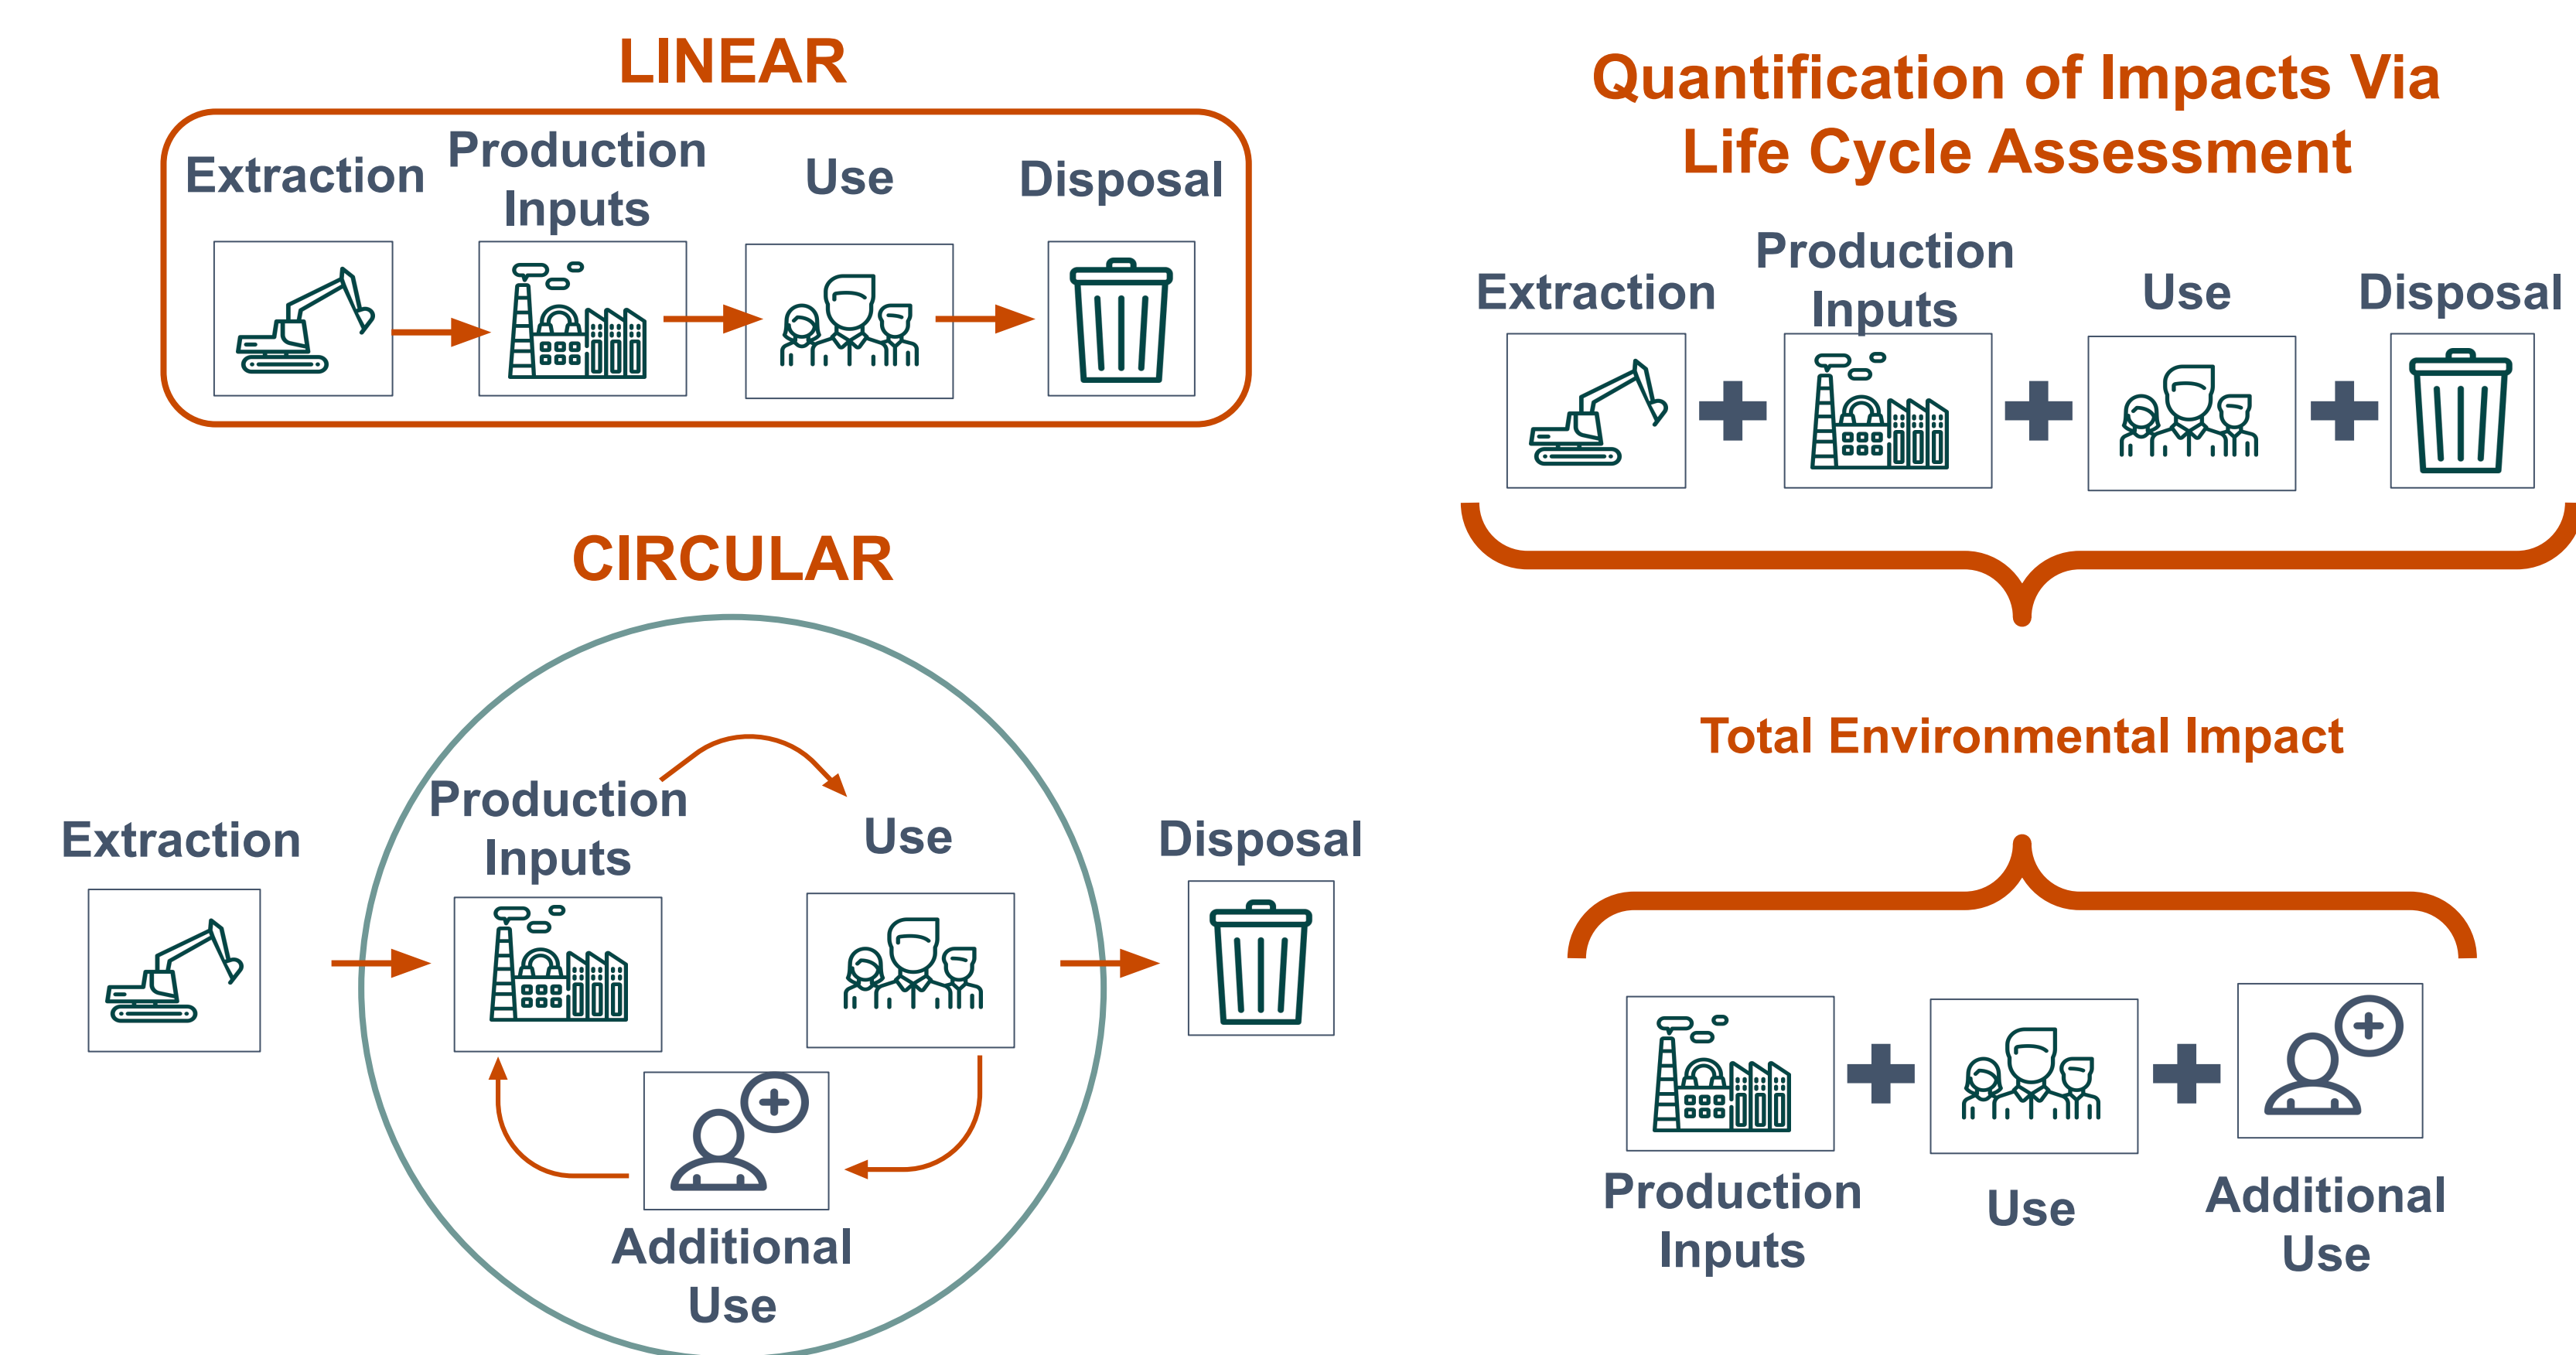 LINEAR
Extraction
Production
Inputs
Use
Disposal
CIRCULAR
Extraction
Production
Inputs
Use
Disposal
Additional
Use
Quantification of Impacts Via
Life Cycle Assessment
Extraction
Production
Inputs
Use
Disposal
Total Environmental Impact
Production
Inputs
Use
Additional
Use